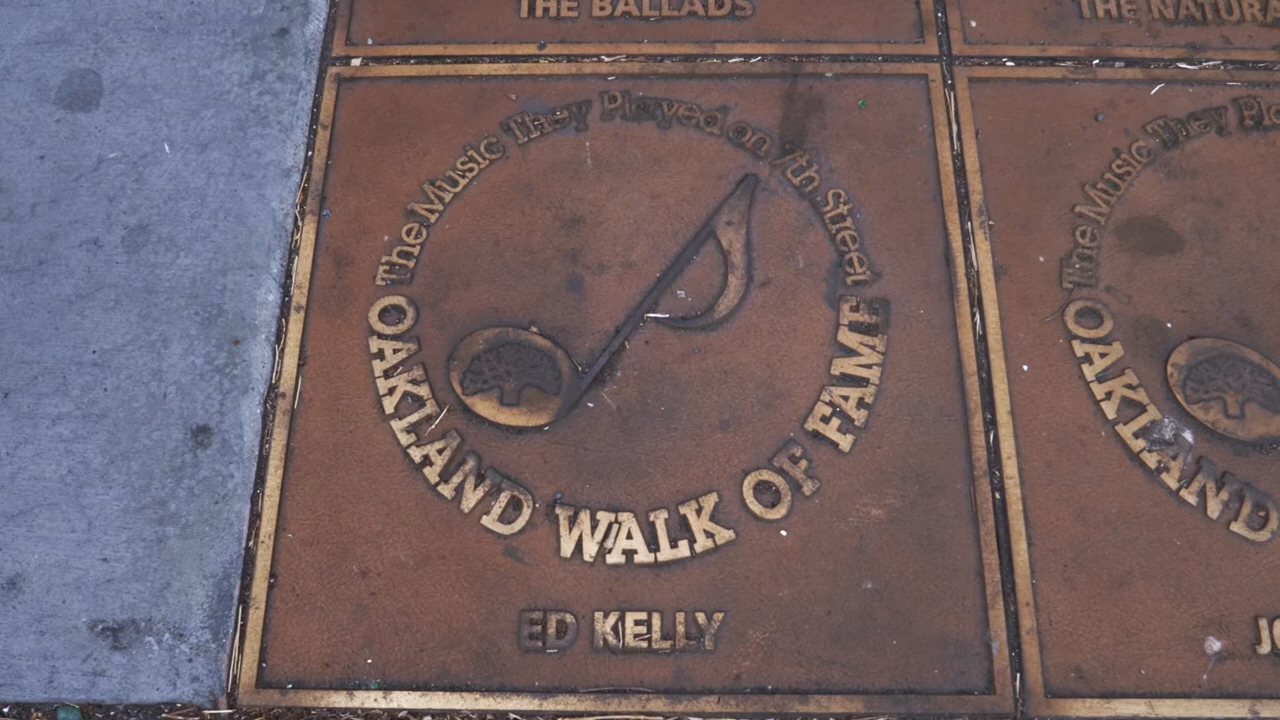 THE BALLADS
THE NATURA
The Music They Played on 7th Street
OAKLAND WALK OF FAME
ED KELLY
The Music They Pla
OAKLAND
JO